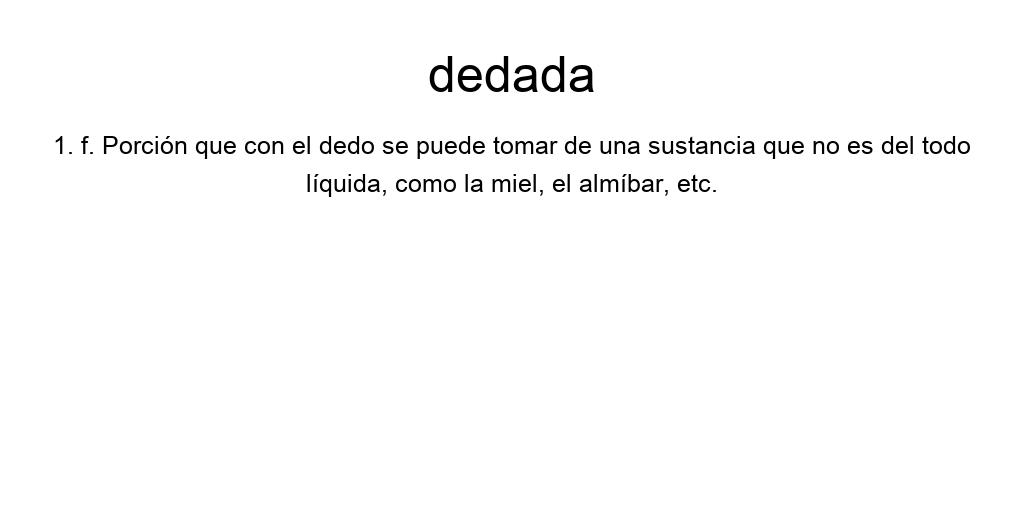 dedada
1. f. Porción que con el dedo se puede tomar de una sustancia que no es del todo
líquida, como la miel, el almíbar, etc.